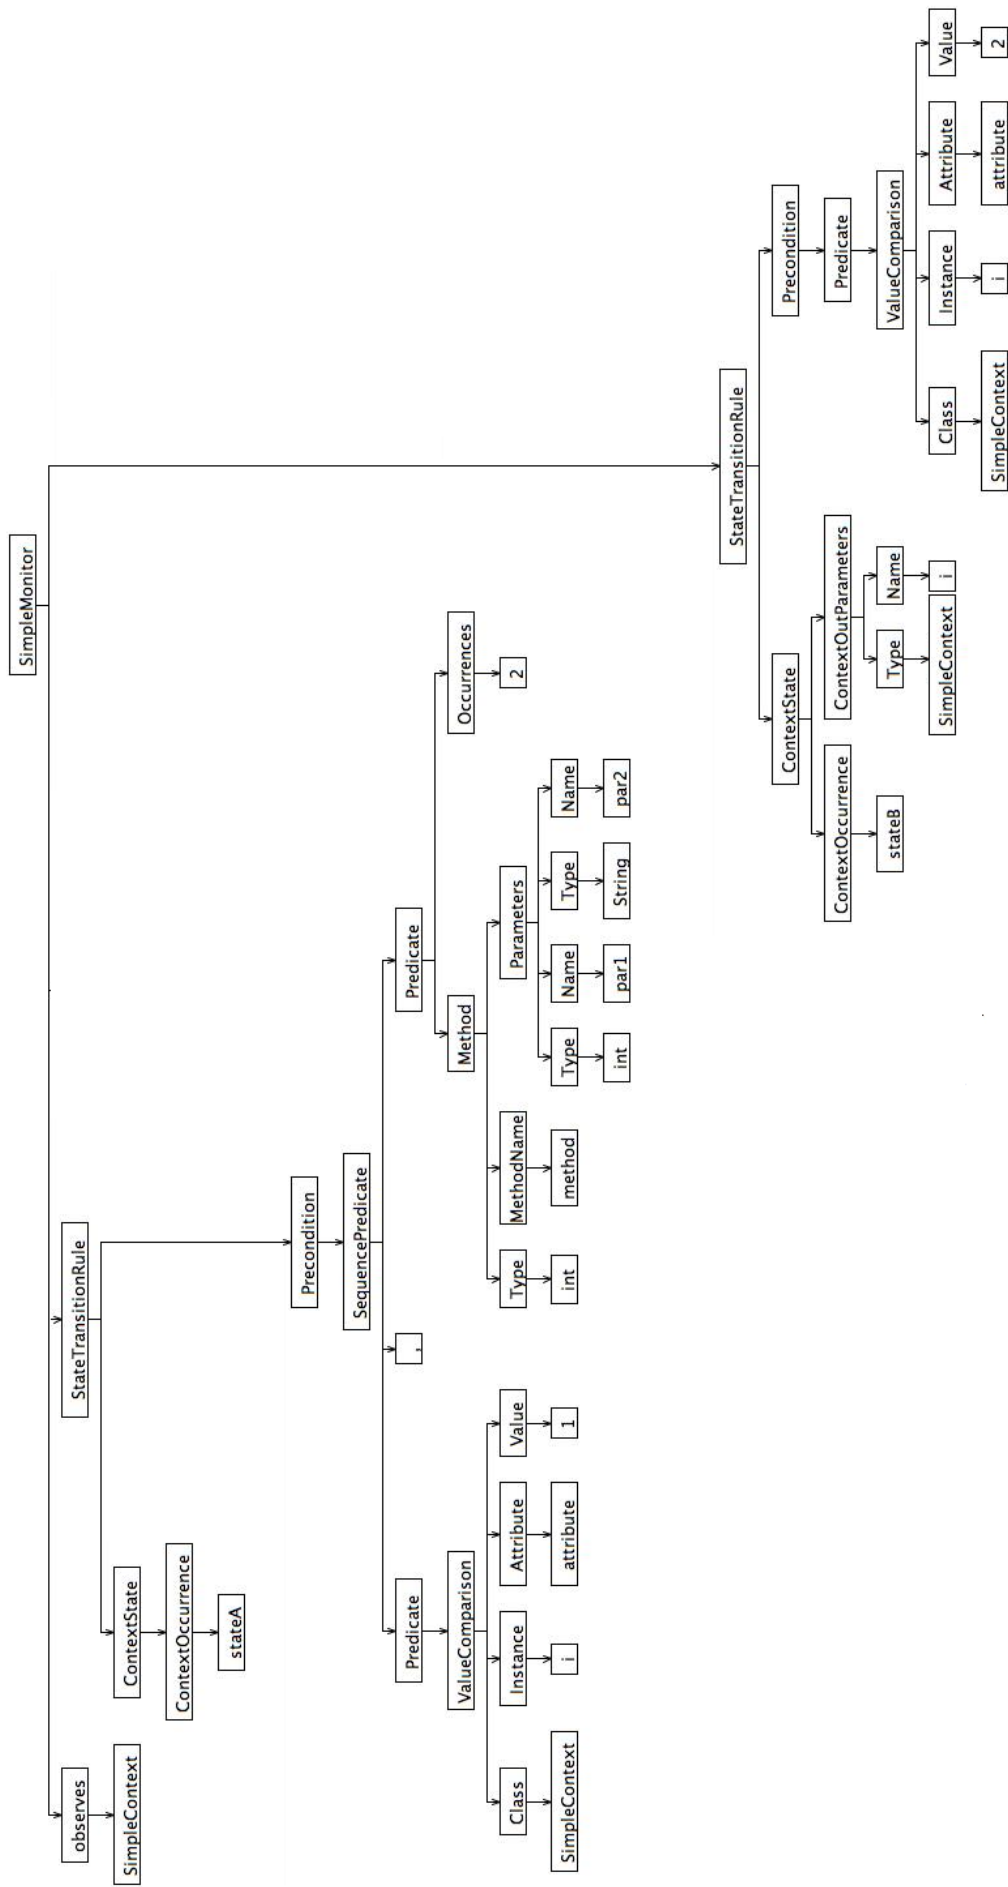 SimpleMonitor
observes
StateTransitionRule
SimpleContext
ContextState
ContextOccurrence
stateA
Precondition
SequencePredicate
Predicate
,
Predicate
ValueComparison
Method
Occurrences
Class
Instance
Attribute
Value
Type
MethodName
Parameters
2
SimpleContext
i
attribute
1
int
method
Type
Name
Type
Name
int
par1
String
par2
StateTransitionRule
ContextState
Precondition
ContextOccurrence
ContextOutParameters
Predicate
stateB
Type
Name
ValueComparison
SimpleContext
i
Class
Instance
Attribute
Value
SimpleContext
i
attribute
2